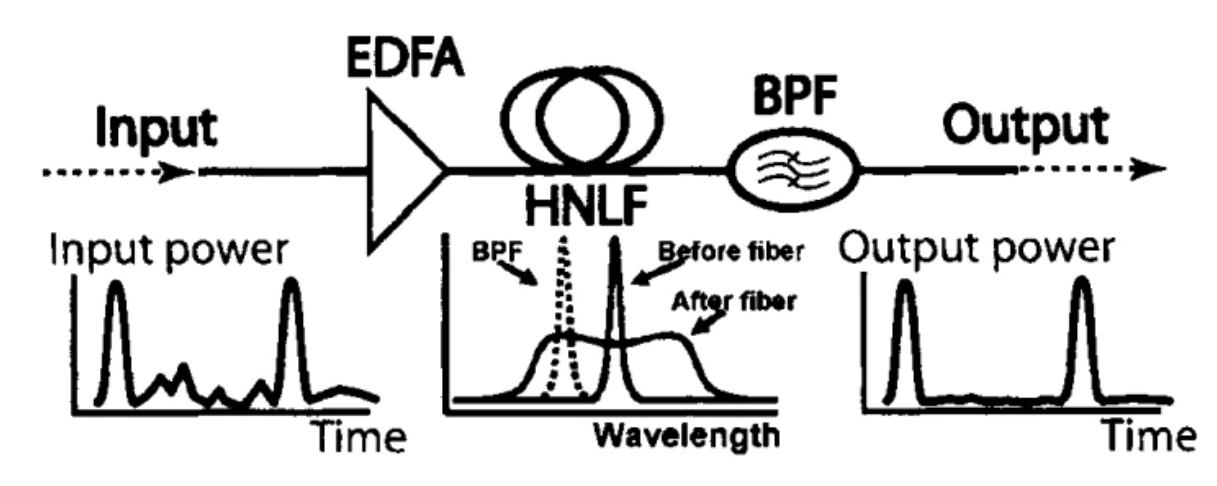 EDFA
BPF
Input
Output
HNLF
Input power
BPF
Before fiber
Output power
After fiber
Time
Wavelength
Time